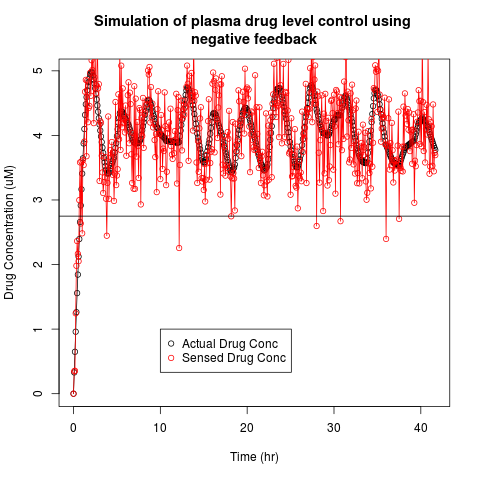 Simulation of plasma drug level control using
negative feedback
Drug Concentration (uM)
5
4
3
2
1
0
Actual Drug Conc
Sensed Drug Conc
0 10 20 30 40
Time (hr)